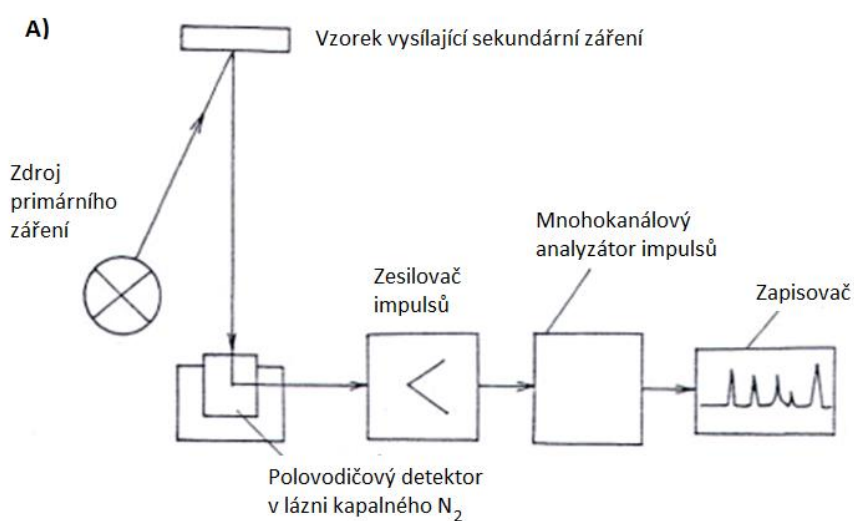 A)
Vzorek vysílající sekundární záření
Zdroj
primárního
záření
Mnohokanálový
analyzátor impulsů
Zesilovač
impulsů
Zapisovač
Polovodičový detektor
v lázni kapalného N₂